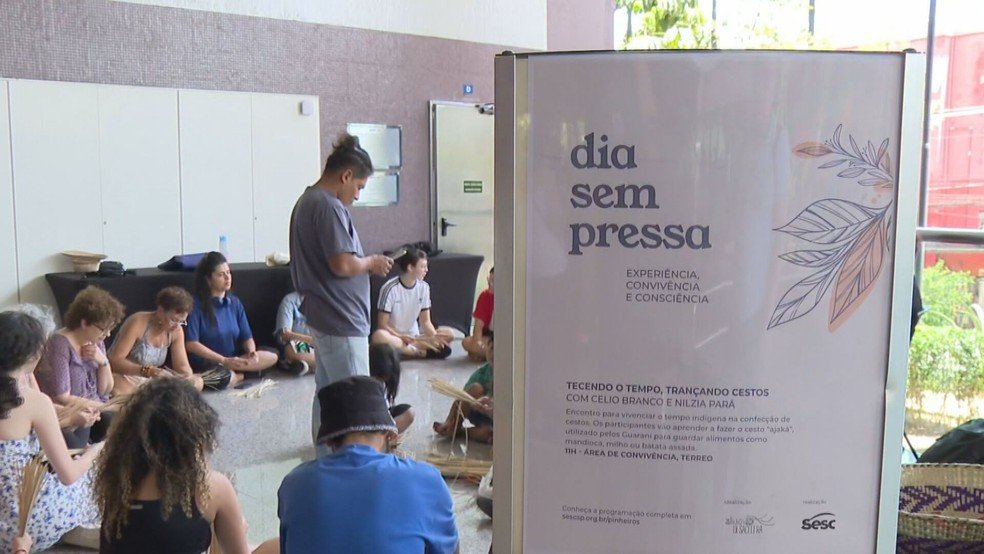 dia
sem
pressa
EXPERIÊNCIA,
CONVIVÊNCIA
E CONSCIÊNCIA
TECENDO O TEMPO, TRANÇANDO CESTOS
COM CELIO BRANCO E NILZIA PARÁ
Encontro para vivenciar o tempo indígena na confecção de
cestos. Os participantes vão aprender a fazer o cesto "ajaká",
utilizado pelos Guarani para guardar alimentos como
mandioca, milho ou batata assada.
11H - ÁREA DE CONVIVÊNCIA, TERREO
Conheça a programação completa em
sescsp.org.br/pinheiros
Sesc
D